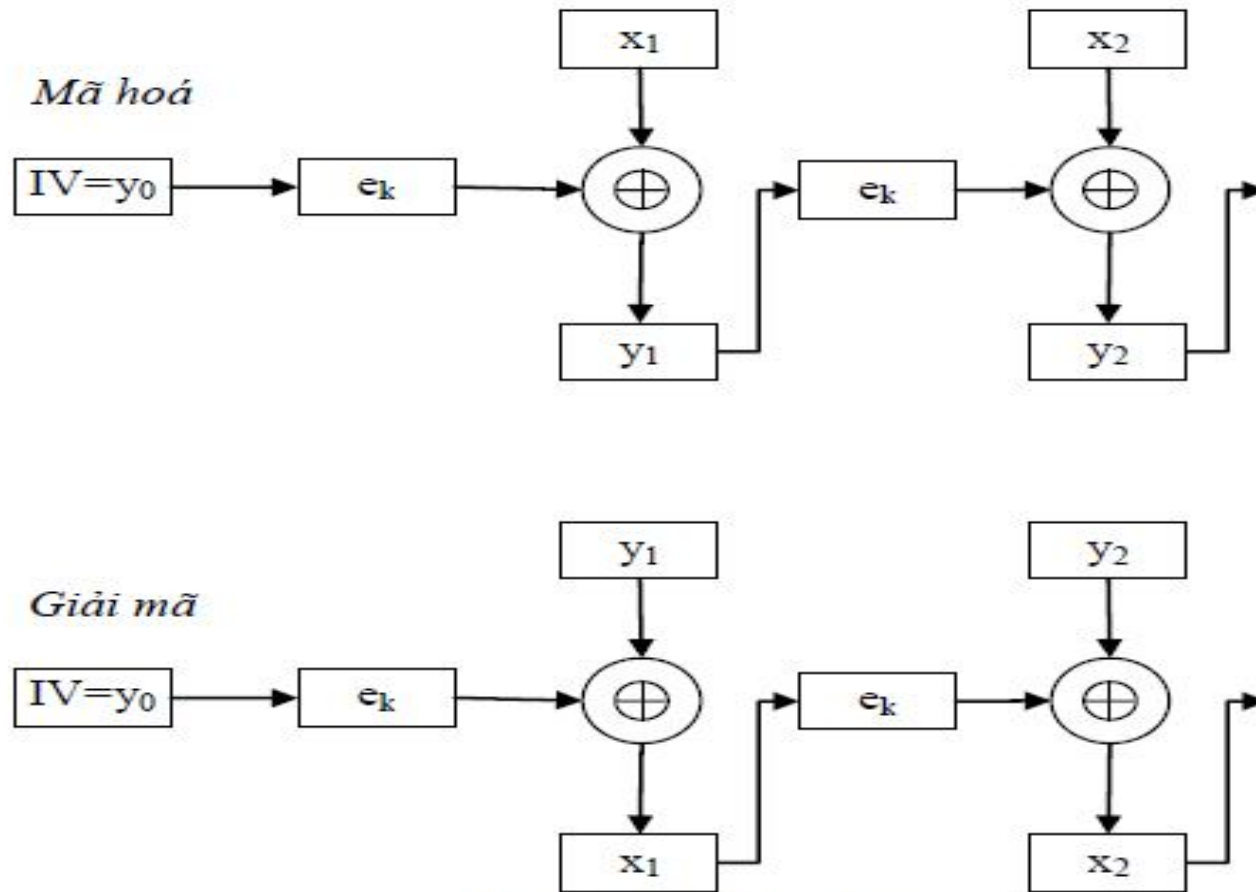 x₁ x₂
Mã hoá
IV=y₀ eₖ eₖ
y₁ y₂
y₁ y₂
Giải mã
IV=y₀ eₖ eₖ
x₁ x₂